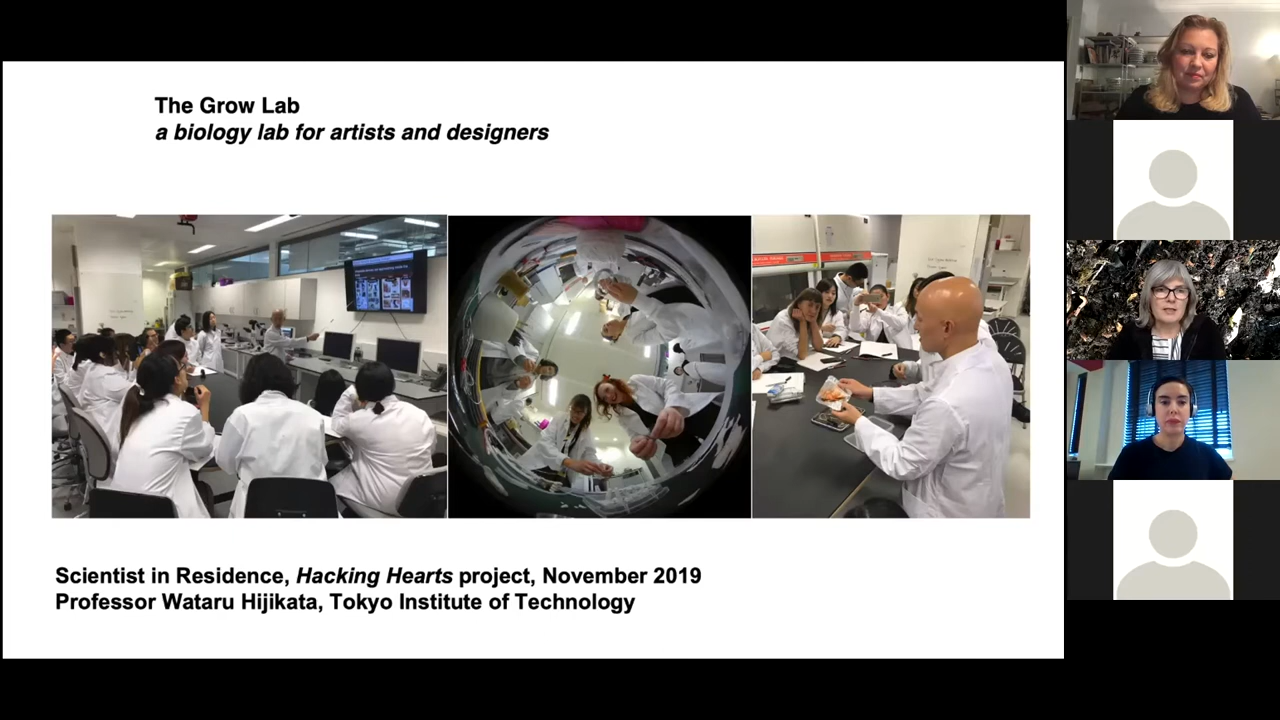 The Grow Lab
a biology lab for artists and designers
Scientist in Residence, Hacking Hearts project, November 2019
Professor Wataru Hijikata, Tokyo Institute of Technology